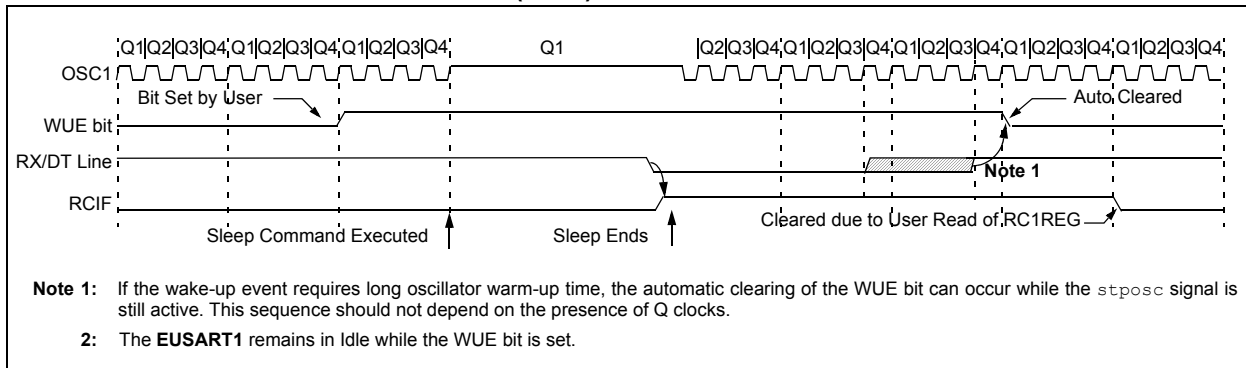 Q1|Q2|Q3|Q4|Q1|Q2|Q3|Q4|Q1|Q2|Q3|Q4 Q1 |Q2|Q3|Q4|Q1|Q2|Q3|Q4|Q1|Q2|Q3|Q4|Q1|Q2|Q3|Q4|Q1|Q2|Q3|Q4
OSC1
Bit Set by User Auto Cleared
WUE bit
RX/DT Line
Note 1
RCIF
Cleared due to User Read of RC1REG
Sleep Command Executed Sleep Ends
Note 1: If the wake-up event requires long oscillator warm-up time, the automatic clearing of the WUE bit can occur while the stposc signal is
still active. This sequence should not depend on the presence of Q clocks.
2: The EUSART1 remains in Idle while the WUE bit is set.